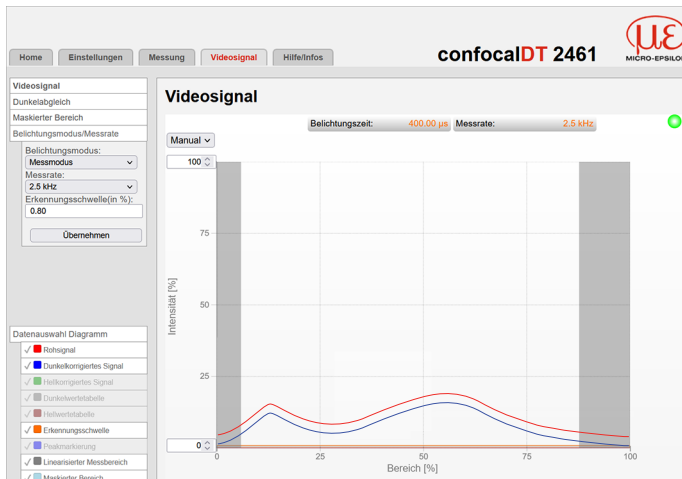 Home
Einstellungen
Messung
Videosignal
Hilfe/Infos
confocalDT 2461
µε
MICRO-EPSILON
Videosignal
Dunkelabgleich
Maskierter Bereich
Belichtungsmodus/Messrate
Belichtungsmodus:
Messmodus
Messrate:
2.5 kHz
Erkennungsschwelle(in %):
0.80
Übernehmen
Datenauswahl Diagramm
Rohsignal
Dunkelkorrigiertes Signal
Hellkorrigiertes Signal
Dunkelwertetabelle
Hellwertetabelle
Erkennungsschwelle
Peakmarkierung
Linearisierter Messbereich
Maskierter Bereich
Videosignal
Belichtungszeit: 400.00 µs Messrate: 2.5 kHz
Manual
100
75
50
25
0
Intensität [%]
0 25 50 75 100
Bereich [%]